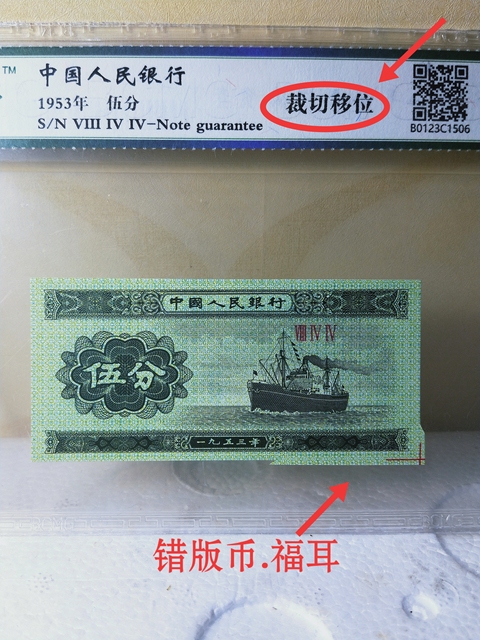 TM
中国人民银行
1953年 伍分
裁切移位
S/N VIII IV IV-Note guarantee
B0123C1506
中國人民銀行
VIII IV IV
伍分
一九五三年
错版币.福耳